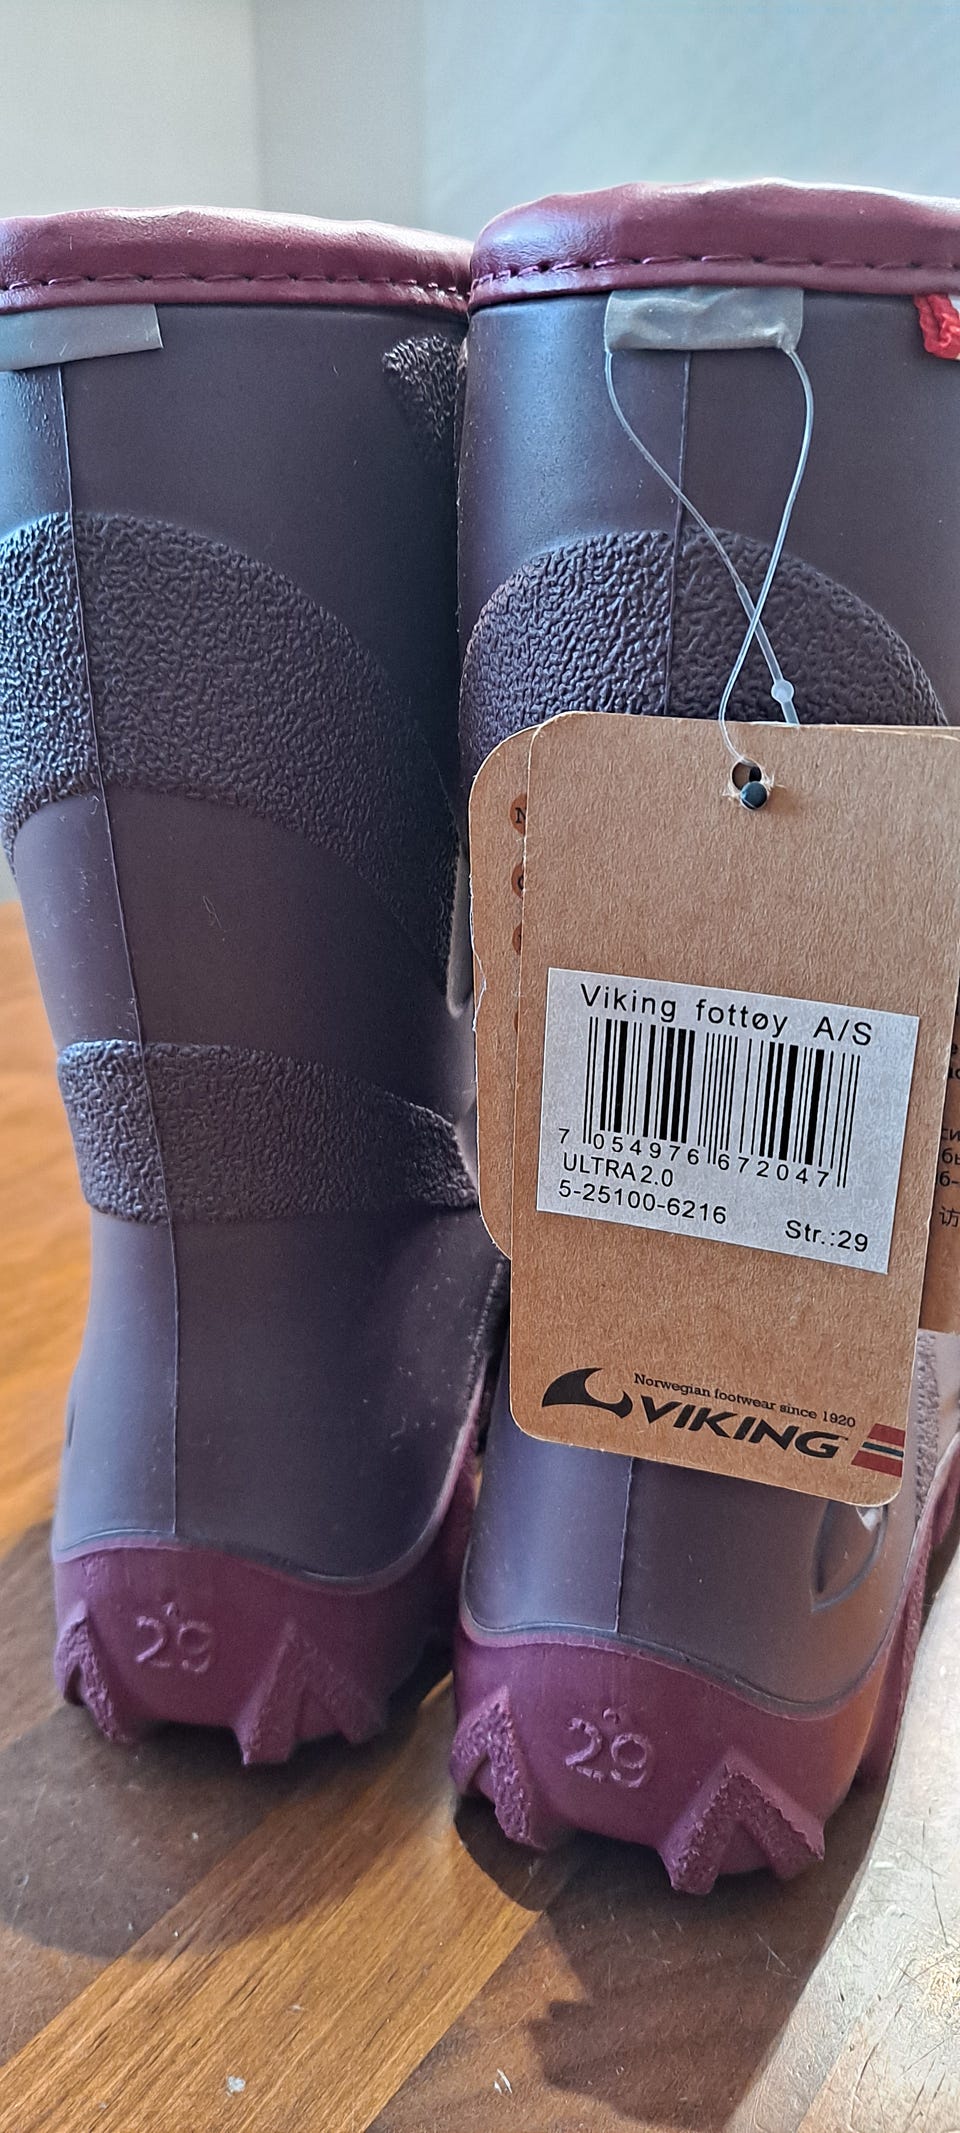 Viking fottøy A/S
7 054976 672047
ULTRA2.0
5-25100-6216
Str.:29
Norwegian footwear since 1920
VIKING
29
29